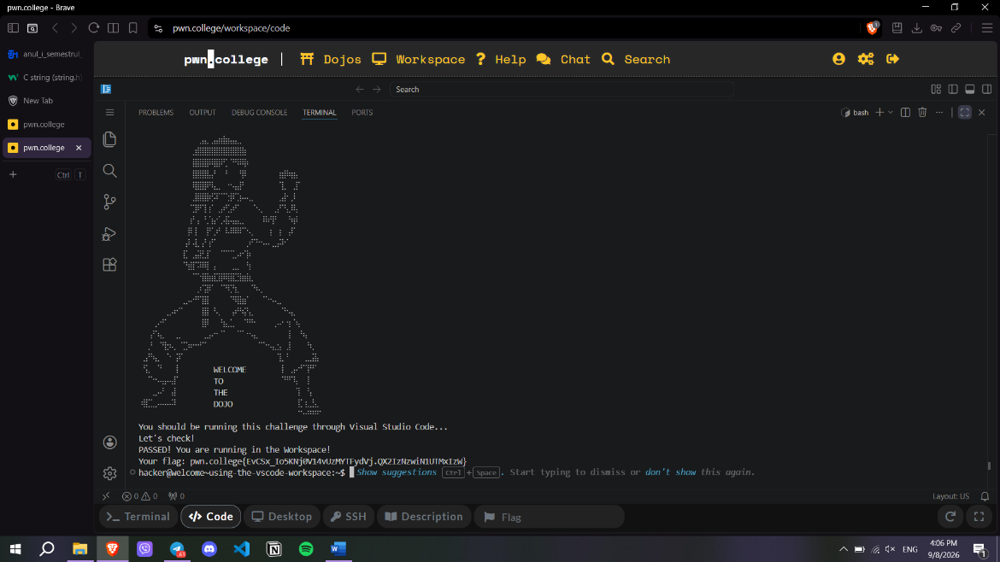 pwn.college - Brave
pwn.college/workspace/code
1
anul_i_semestrul_
C string (string.h)
New Tab
pwn.college
pwn.college
Ctrl T
pwn.college | Dojos Workspace ? Help Chat Search
Search
PROBLEMS OUTPUT DEBUG CONSOLE TERMINAL PORTS
bash
WELCOME
TO
THE
DOJO
You should be running this challenge through Visual Studio Code...
Let's check!
PASSED! You are running in the Workspace!
Your flag: pwn.college{EvCSx_Io5KNj0V14vUzMYTFydVj.QX2IzNzwiN1UTMxIzW}
hacker@welcome~using-the-vscode-workspace:~$ Show suggestions Ctrl + Space . Start typing to dismiss or don't show this again.
0 0 0
Layout: US
Terminal Code Desktop SSH Description Flag
63
ENG
4:06 PM
9/8/2026
1